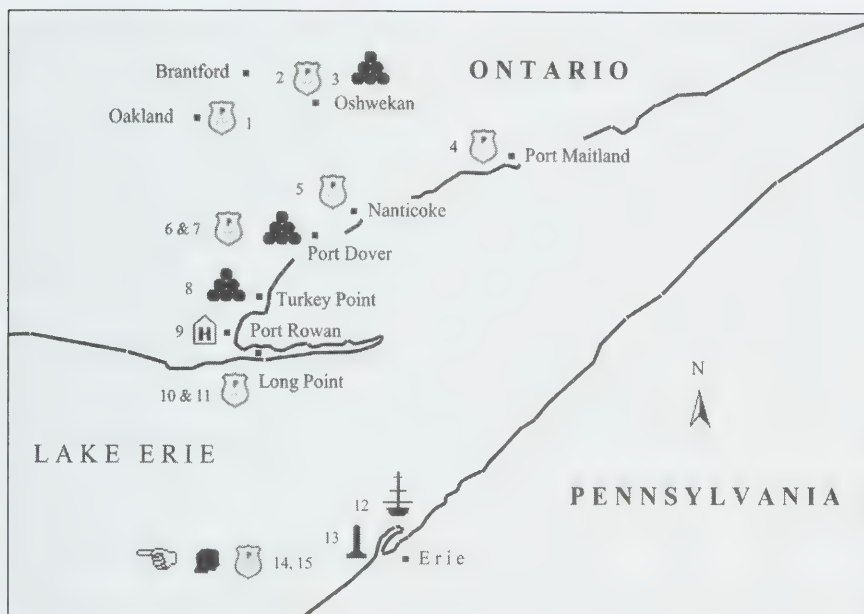 ONTARIO
Brantford
2
3
Oshwekan
Oakland
1
4
Port Maitland
5
Nanticoke
6 & 7
Port Dover
8
Turkey Point
9
H
Port Rowan
Long Point
10 & 11
N
LAKE ERIE
PENNSYLVANIA
12
13
Erie
14, 15